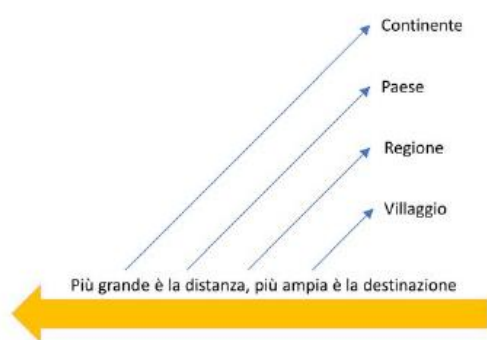 Continente
Paese
Regione
Villaggio
Più grande è la distanza, più ampia è la destinazione